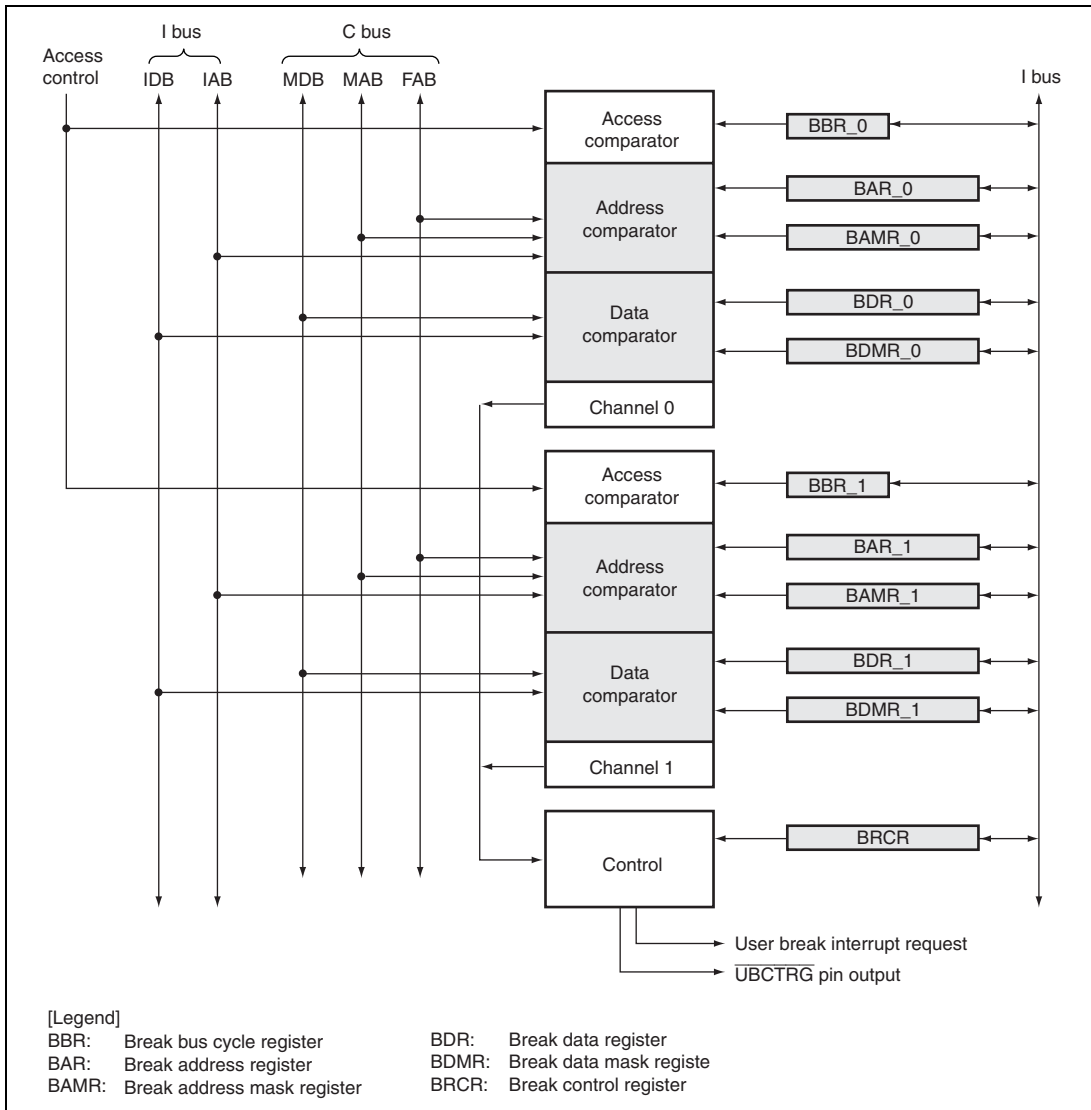 I bus
C bus
Access
control
IDB
IAB
MDB
MAB
FAB
I bus
Access
comparator
BBR_0
Address
comparator
BAR_0
BAMR_0
Data
comparator
BDR_0
BDMR_0
Channel 0
Access
comparator
BBR_1
Address
comparator
BAR_1
BAMR_1
Data
comparator
BDR_1
BDMR_1
Channel 1
Control
BRCR
User break interrupt request
UBCTRG pin output
[Legend]
BBR: Break bus cycle register
BAR: Break address register
BAMR: Break address mask register
BDR: Break data register
BDMR: Break data mask registe
BRCR: Break control register